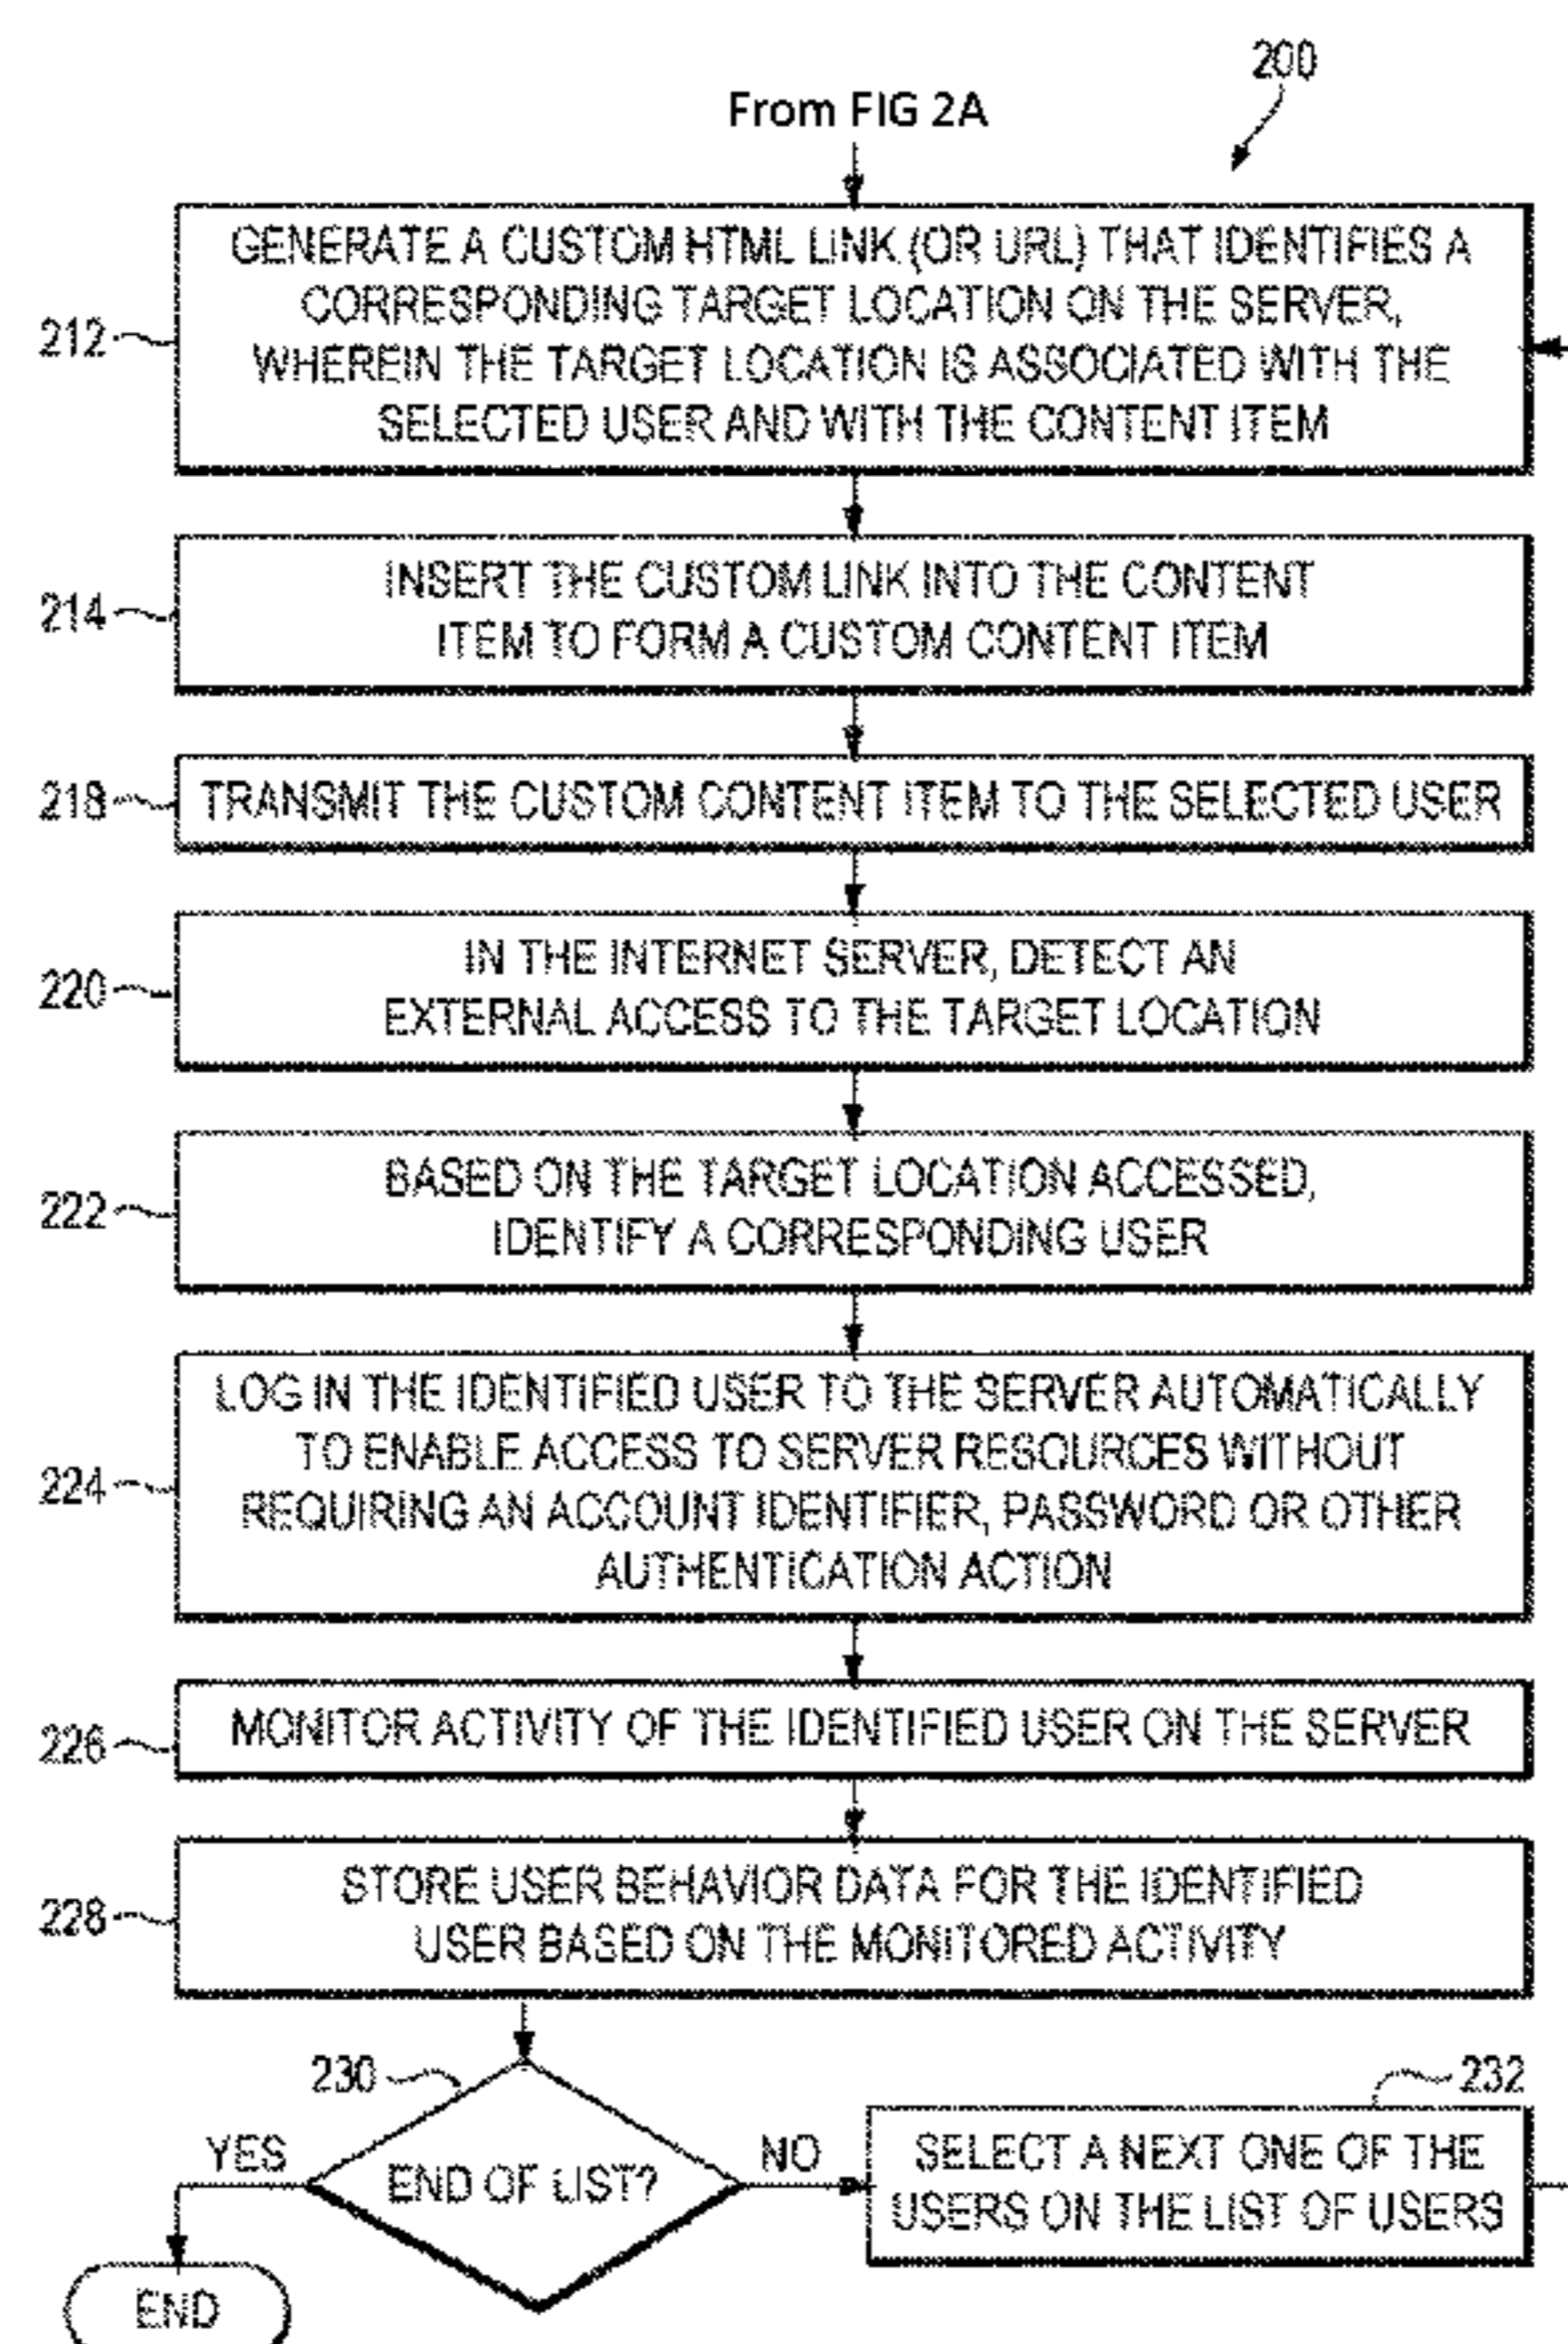 200
From FIG 2A
GENERATE A CUSTOM HTML LINK (OR URL) THAT IDENTIFIES A
CORRESPONDING TARGET LOCATION ON THE SERVER,
212
WHEREIN THE TARGET LOCATION IS ASSOCIATED WITH THE
SELECTED USER AND WITH THE CONTENT ITEM
INSERT THE CUSTOM LINK INTO THE CONTENT
214
ITEM TO FORM A CUSTOM CONTENT ITEM
218
TRANSMIT THE CUSTOM CONTENT ITEM TO THE SELECTED USER
IN THE INTERNET SERVER, DETECT AN
220
EXTERNAL ACCESS TO THE TARGET LOCATION
BASED ON THE TARGET LOCATION ACCESSED,
222
IDENTIFY A CORRESPONDING USER
LOG IN THE IDENTIFIED USER TO THE SERVER AUTOMATICALLY
TO ENABLE ACCESS TO SERVER RESOURCES WITHOUT
224
REQUIRING AN ACCOUNT IDENTIFIER, PASSWORD OR OTHER
AUTHENTICATION ACTION
226
MONITOR ACTIVITY OF THE IDENTIFIED USER ON THE SERVER
STORE USER BEHAVIOR DATA FOR THE IDENTIFIED
228
USER BASED ON THE MONITORED ACTIVITY
230
232
YES
END OF LIST?
NO
SELECT A NEXT ONE OF THE
USERS ON THE LIST OF USERS
END